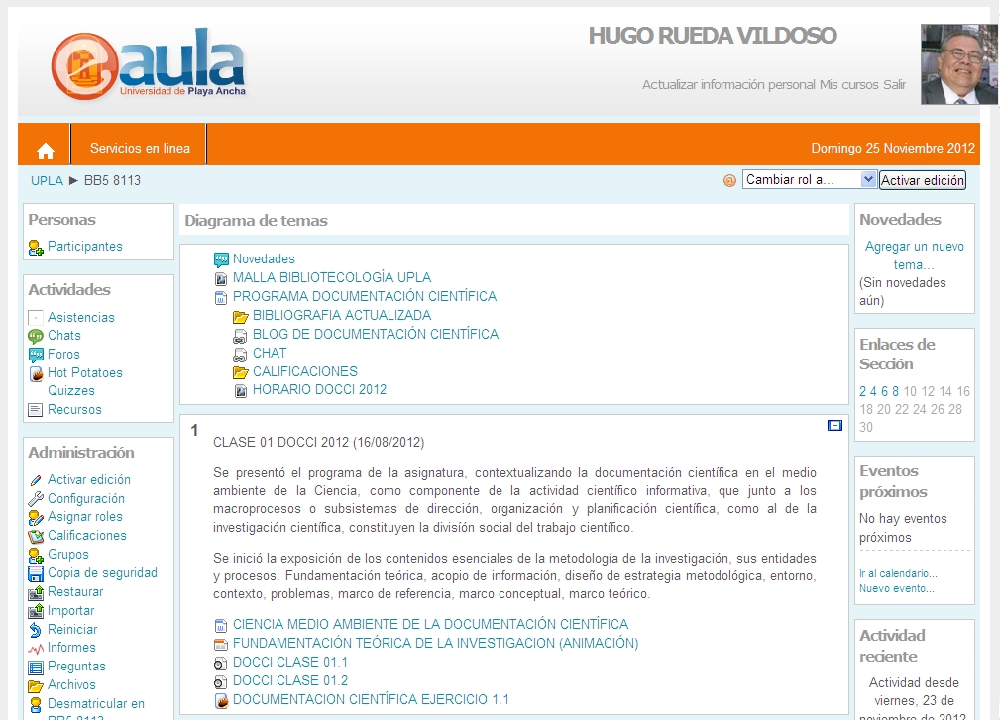 HUGO RUEDA VILDOSO
eaula
Universidad de Playa Ancha
Actualizar información personal Mis cursos Salir
Servicios en linea
Domingo 25 Noviembre 2012
UPLA ► BB5 8113
Cambiar rol a...
Activar edición
Personas
Participantes
Actividades
Asistencias
Chats
Foros
Hot Potatoes
Quizzes
Recursos
Administración
Activar edición
Configuración
Asignar roles
Calificaciones
Grupos
Copia de seguridad
Restaurar
Importar
Reiniciar
Informes
Preguntas
Archivos
Desmatricular en
BB5 8113
Diagrama de temas
Novedades
MALLA BIBLIOTECOLOGÍA UPLA
PROGRAMA DOCUMENTACIÓN CIENTÍFICA
BIBLIOGRAFIA ACTUALIZADA
BLOG DE DOCUMENTACIÓN CIENTÍFICA
CHAT
CALIFICACIONES
HORARIO DOCCI 2012
1
CLASE 01 DOCCI 2012 (16/08/2012)
Se presentó el programa de la asignatura, contextualizando la documentación científica en el medio
ambiente de la Ciencia, como componente de la actividad científico informativa, que junto a los
macroprocesos o subsistemas de dirección, organización y planificación científica, como al de la
investigación científica, constituyen la división social del trabajo científico.
Se inició la exposición de los contenidos esenciales de la metodología de la investigación, sus entidades
y procesos. Fundamentación teórica, acopio de información, diseño de estrategia metodológica, entorno,
contexto, problemas, marco de referencia, marco conceptual, marco teórico.
CIENCIA MEDIO AMBIENTE DE LA DOCUMENTACIÓN CIENTÍFICA
FUNDAMENTACIÓN TEÓRICA DE LA INVESTIGACION (ANIMACIÓN)
DOCCI CLASE 01.1
DOCCI CLASE 01.2
DOCUMENTACION CIENTÍFICA EJERCICIO 1.1
Novedades
Agregar un nuevo
tema...
(Sin novedades
aún)
Enlaces de
Sección
2 4 6 8 10 12 14 16
18 20 22 24 26 28
30
Eventos
próximos
No hay eventos
próximos
Ir al calendario...
Nuevo evento...
Actividad
reciente
Actividad desde
viernes, 23 de
noviembre de 2012